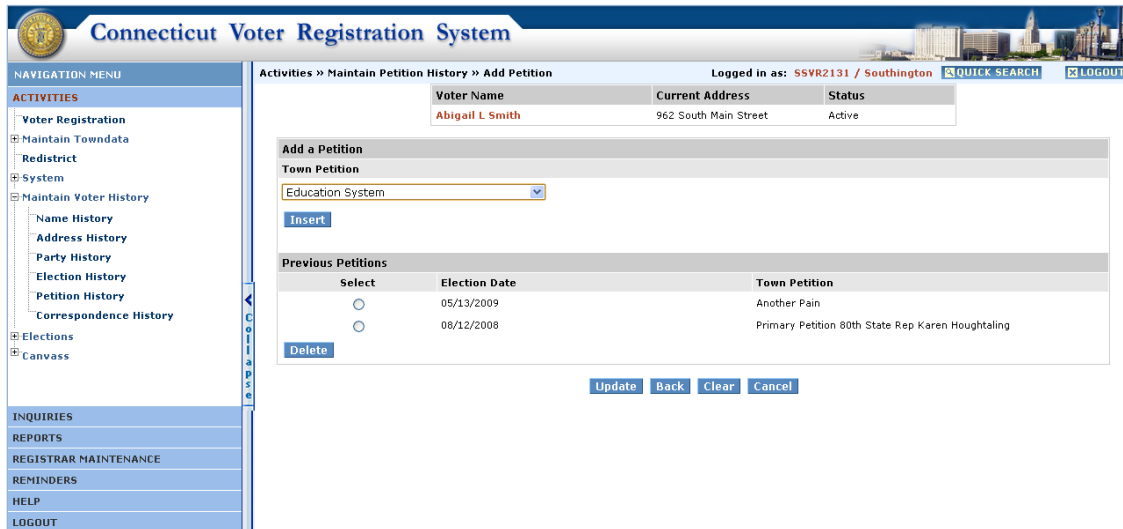 Connecticut Voter Registration System
NAVIGATION MENU
ACTIVITIES
Voter Registration
Maintain Towndata
Redistrict
System
Maintain Voter History
Name History
Address History
Party History
Election History
Petition History
Correspondence History
Elections
Canvass
INQUIRIES
REPORTS
REGISTRAR MAINTENANCE
REMINDERS
HELP
LOGOUT
Collapse
Activities » Maintain Petition History » Add Petition Logged in as: SSVR2131 / Southington QUICK SEARCH LOGOUT
Voter Name Current Address Status
Abigail L Smith 962 South Main Street Active
Add a Petition
Town Petition
Education System
Insert
Previous Petitions
Select Election Date Town Petition
05/13/2009 Another Pain
08/12/2008 Primary Petition 80th State Rep Karen Houghtaling
Delete
Update Back Clear Cancel